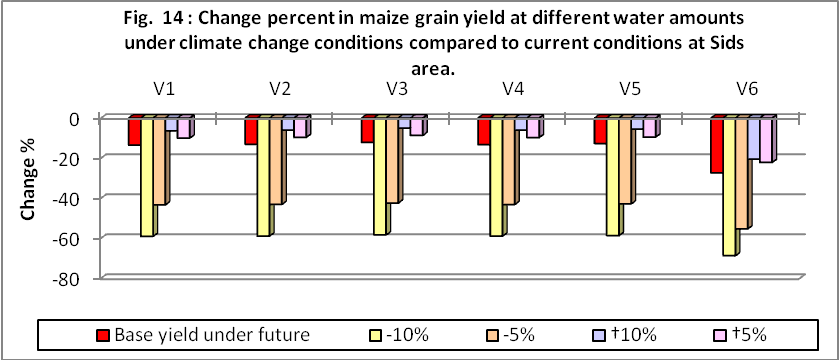 Fig. 14 : Change percent in maize grain yield at different water amounts
under climate change conditions compared to current conditions at Sids
area.
V1 V2 V3 V4 V5 V6
0
-20
-40
-60
-80
Change %
Base yield under future -10% -5% †10% †5%